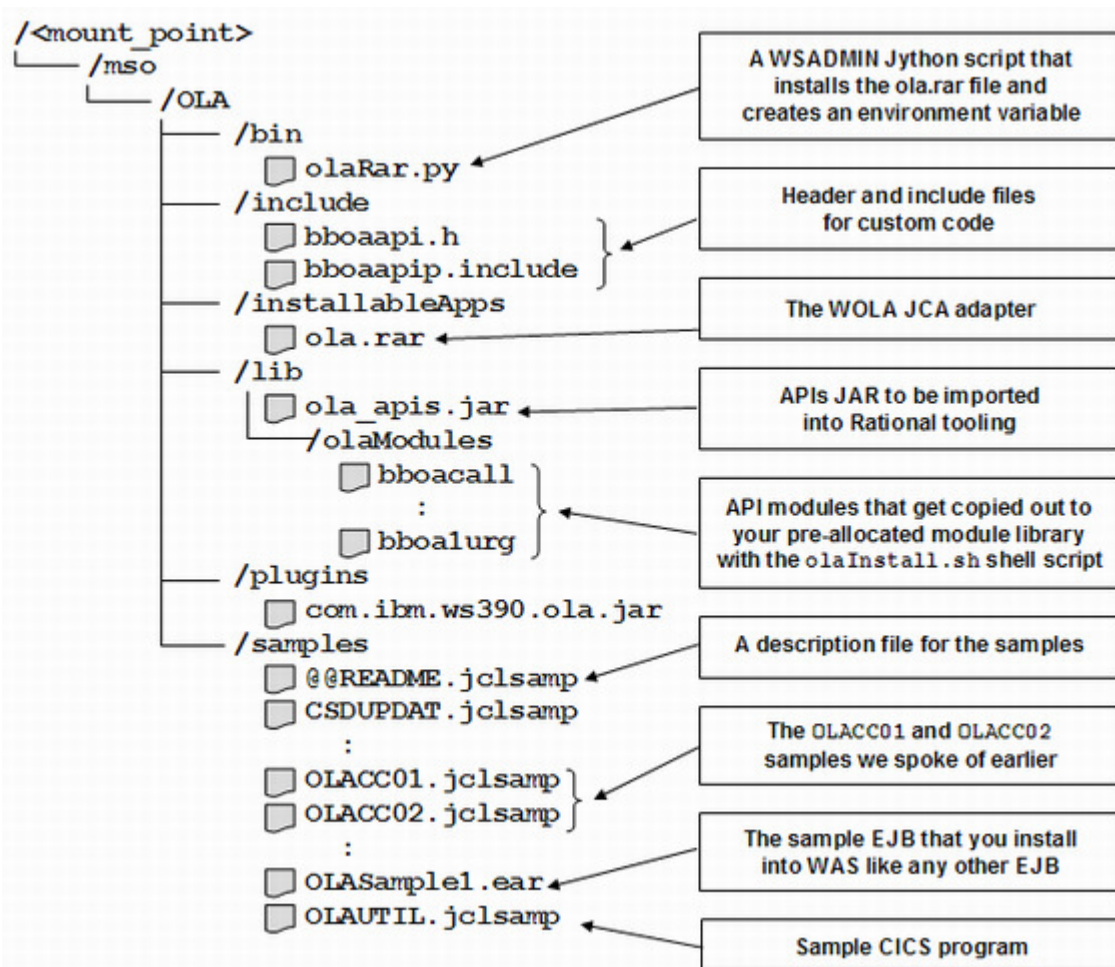 /<mount_point>
/mso
/OLA
/bin
olaRar.py
/include
bboaapi.h
bboaapip.include
/installableApps
ola.rar
/lib
ola_apis.jar
/olaModules
bboacall
:
bboa1urg
/plugins
com.ibm.ws390.ola.jar
/samples
@@README.jclsamp
CSDUPDAT.jclsamp
:
OLACC01.jclsamp
OLACC02.jclsamp
:
OLASample1.ear
OLAUTIL.jclsamp
A WSADMIN Jython script that
installs the ola.rar file and
creates an environment variable
Header and include files
for custom code
The WOLA JCA adapter
APIs JAR to be imported
into Rational tooling
API modules that get copied out to
your pre-allocated module library
with the olaInstall.sh shell script
A description file for the samples
The OLACC01 and OLACC02
samples we spoke of earlier
The sample EJB that you install
into WAS like any other EJB
Sample CICS program